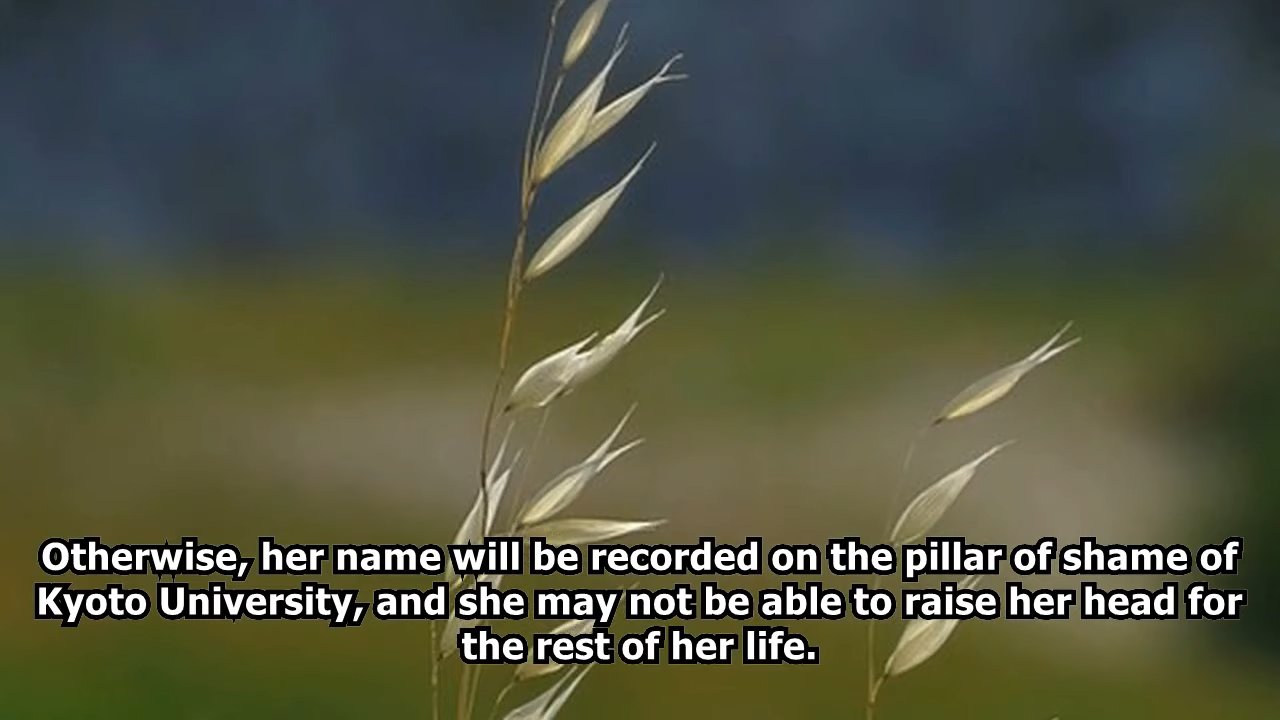 Otherwise, her name will be recorded on the pillar of shame of
Kyoto University, and she may not be able to raise her head for
the rest of her life.